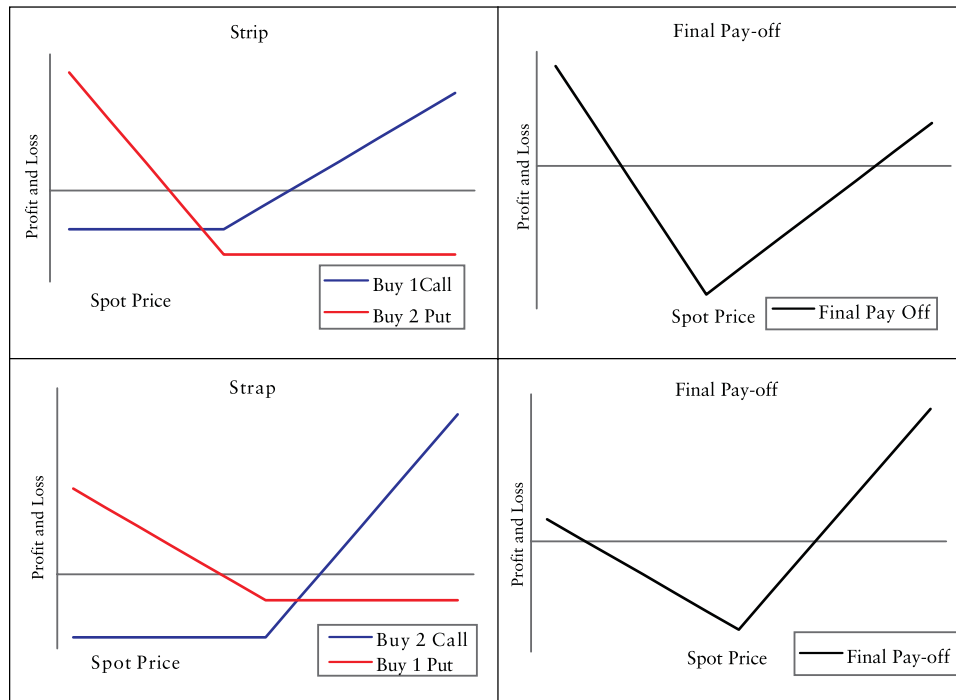 Strip
Profit and Loss
Spot Price
Buy 1Call
Buy 2 Put
Final Pay-off
Profit and Loss
Spot Price
Final Pay Off
Strap
Profit and Loss
Spot Price
Buy 2 Call
Buy 1 Put
Final Pay-off
Profit and Loss
Spot Price
Final Pay-off